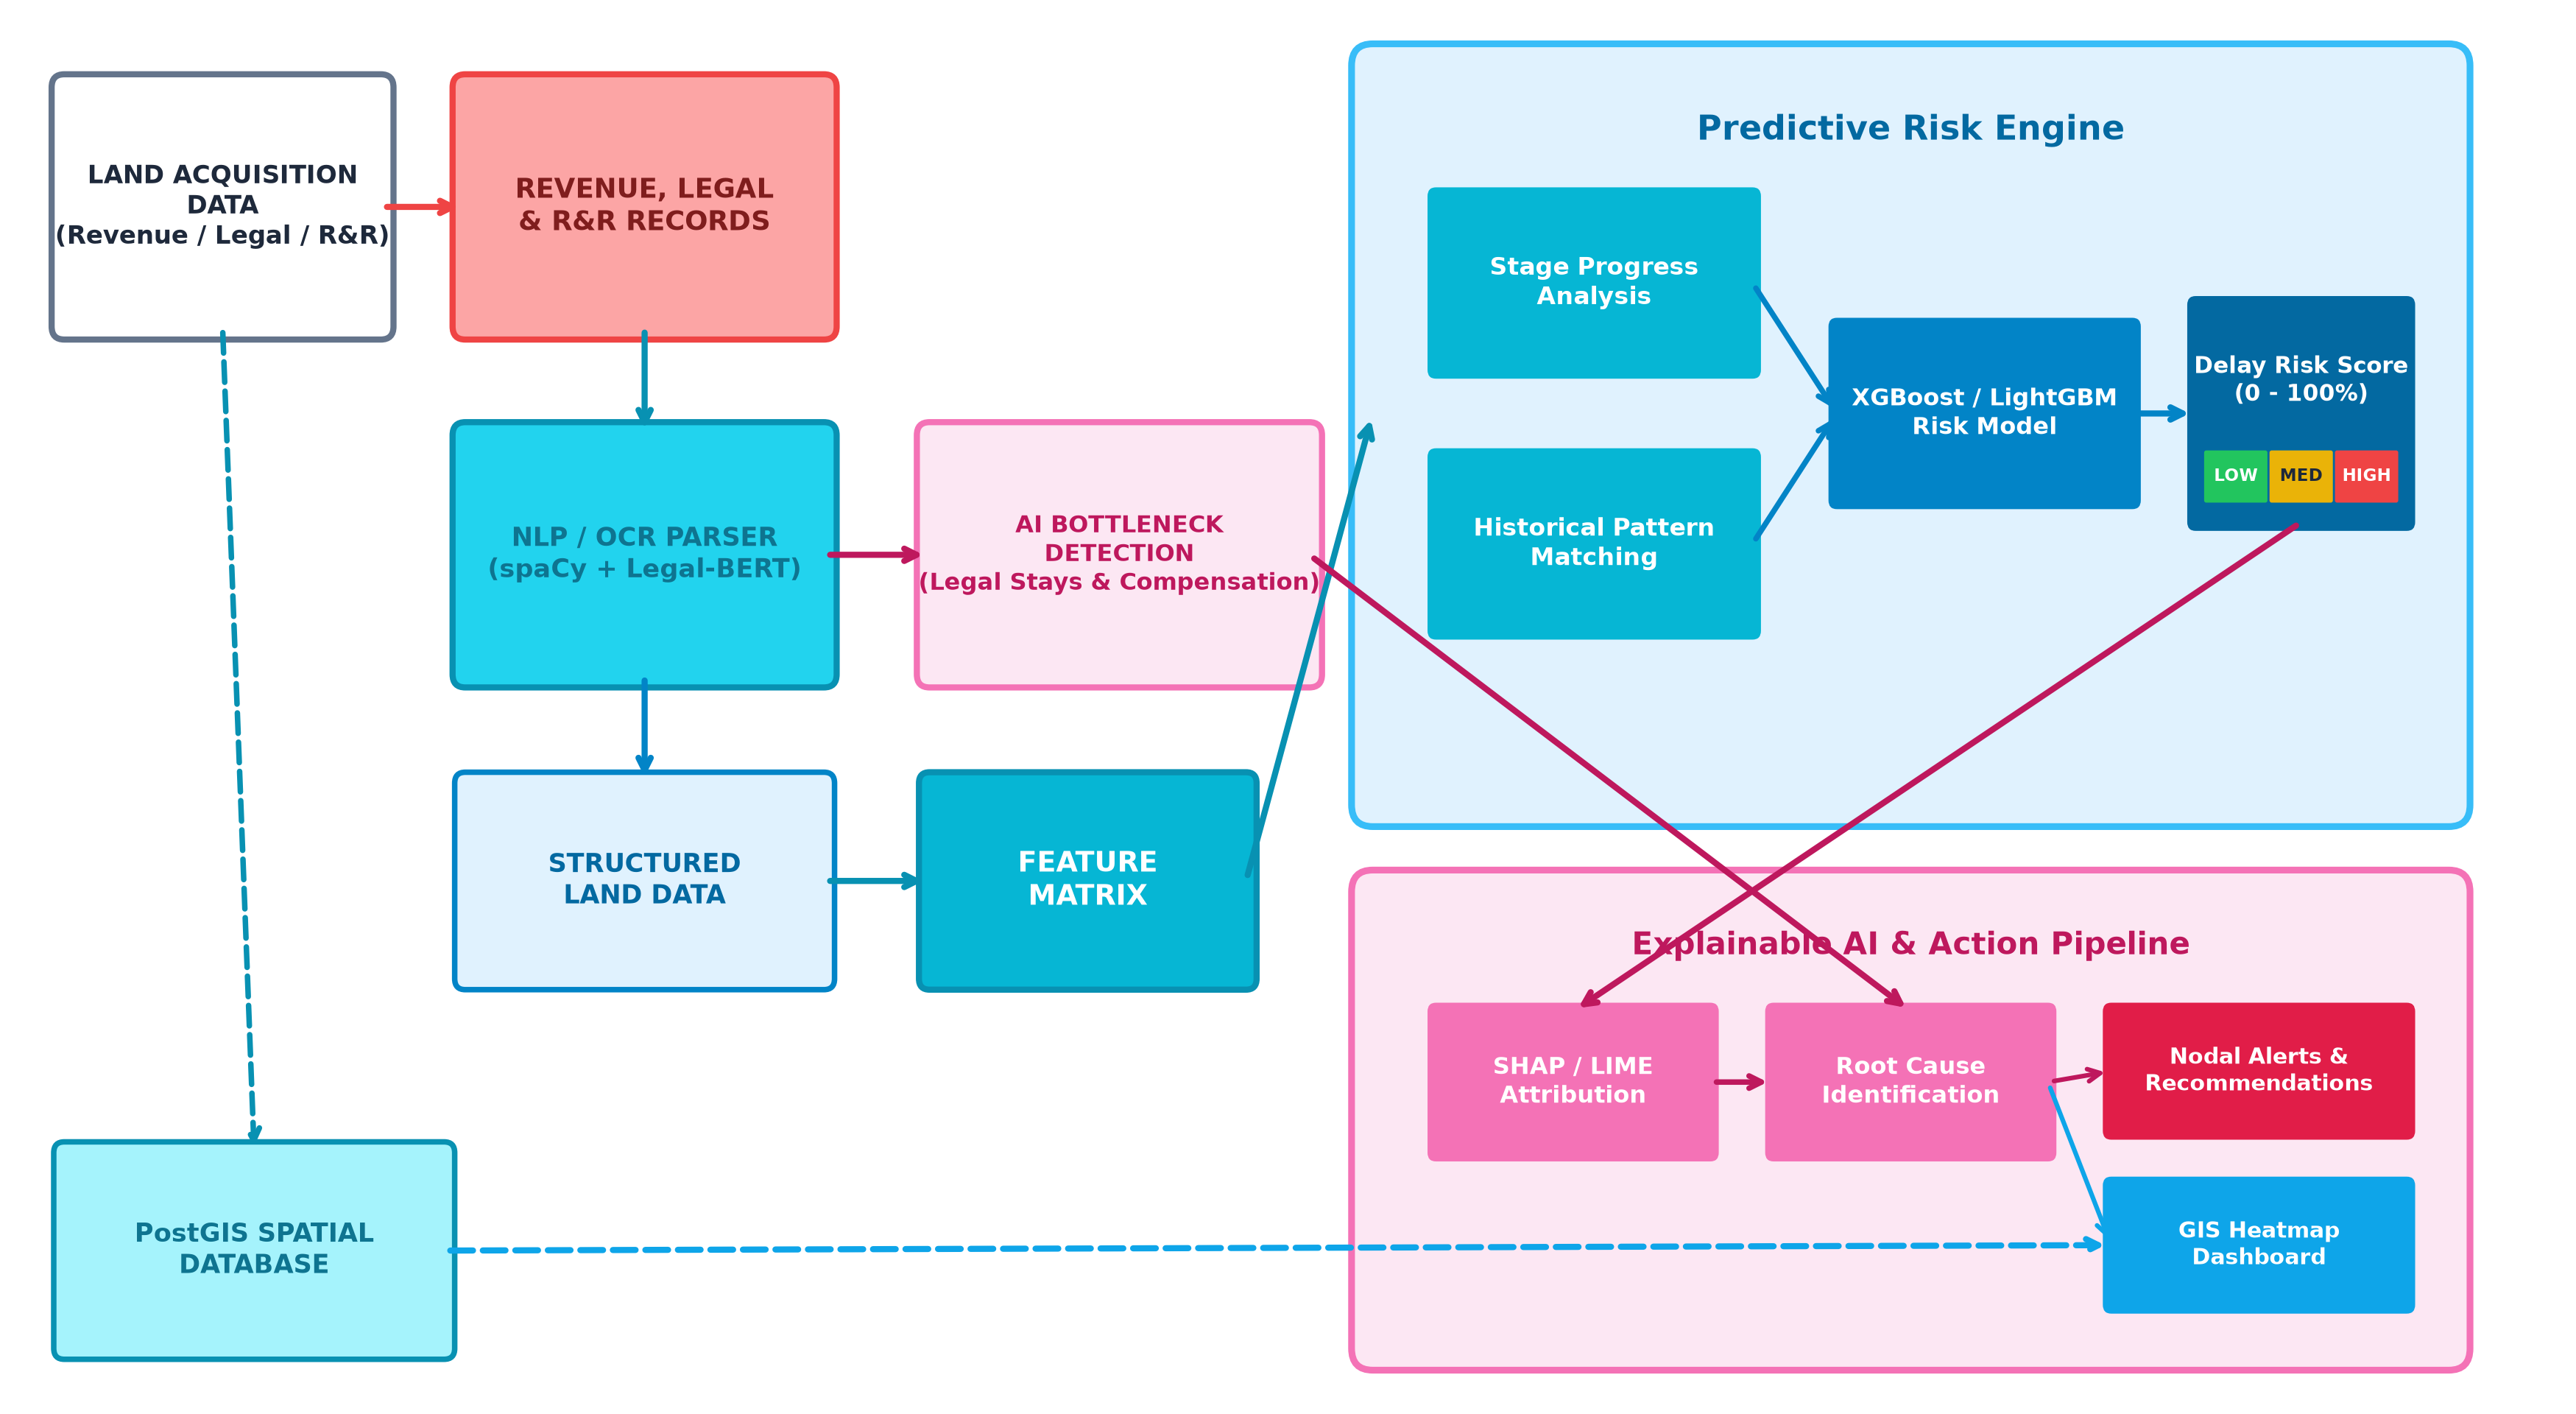 LAND ACQUISITION
DATA
(Revenue / Legal / R&R)
REVENUE, LEGAL
& R&R RECORDS
NLP / OCR PARSER
(spaCy + Legal-BERT)
AI BOTTLENECK
DETECTION
(Legal Stays & Compensation)
STRUCTURED
LAND DATA
FEATURE
MATRIX
PostGIS SPATIAL
DATABASE
Predictive Risk Engine
Stage Progress
Analysis
Historical Pattern
Matching
XGBoost / LightGBM
Risk Model
Delay Risk Score
(0 - 100%)
LOW MED HIGH
Explainable AI & Action Pipeline
SHAP / LIME
Attribution
Root Cause
Identification
Nodal Alerts &
Recommendations
GIS Heatmap
Dashboard